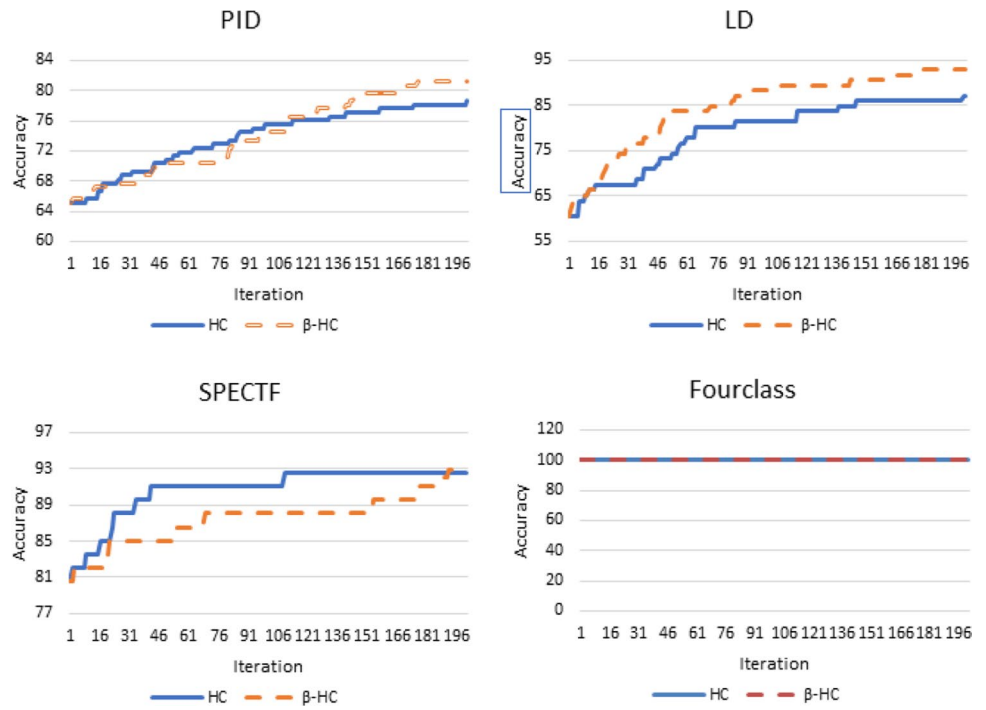 PID
84
80
76
72
68
64
60
Accuracy
1 16 31 46 61 76 91 106 121 136 151 166 181 196
Iteration
HC β-HC
LD
95
85
75
65
55
Accuracy
1 16 31 46 61 76 91 106 121 136 151 166 181 196
Iteration
HC β-HC
SPECTF
97
93
89
85
81
77
Accuracy
1 16 31 46 61 76 91 106 121 136 151 166 181 196
Iteration
HC β-HC
Fourclass
120
100
80
60
40
20
0
Accuracy
1 16 31 46 61 76 91 106 121 136 151 166 181 196
Iteration
HC β-HC